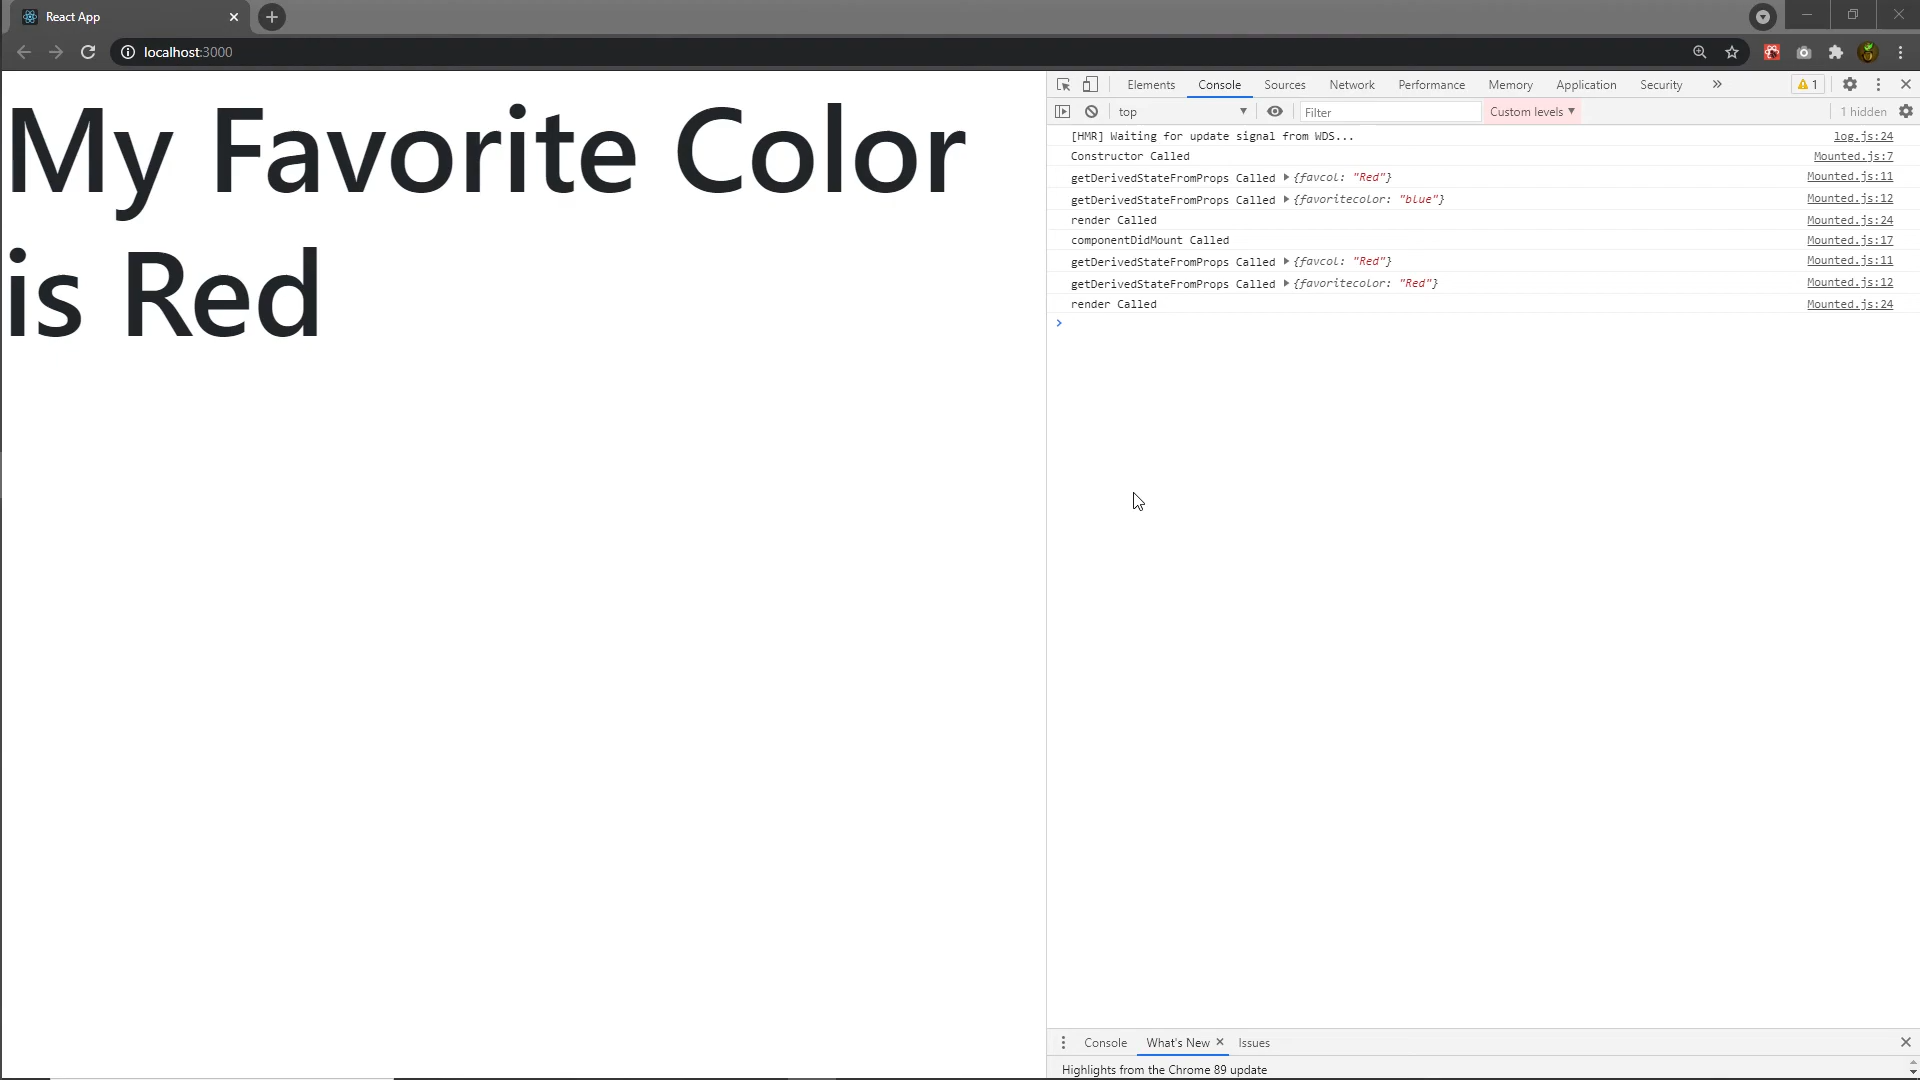 React App
localhost:3000
My Favorite Color
is Red
Elements Console Sources Network Performance Memory Application Security 1
top Filter Custom levels 1 hidden
[HMR] Waiting for update signal from WDS... log.js:24
Constructor Called Mounted.js:7
getDerivedStateFromProps Called {favcol: "Red"} Mounted.js:11
getDerivedStateFromProps Called {favoritecolor: "blue"} Mounted.js:12
render Called Mounted.js:24
componentDidMount Called Mounted.js:17
getDerivedStateFromProps Called {favcol: "Red"} Mounted.js:11
getDerivedStateFromProps Called {favoritecolor: "Red"} Mounted.js:12
render Called Mounted.js:24
Console What's New Issues
Highlights from the Chrome 89 update